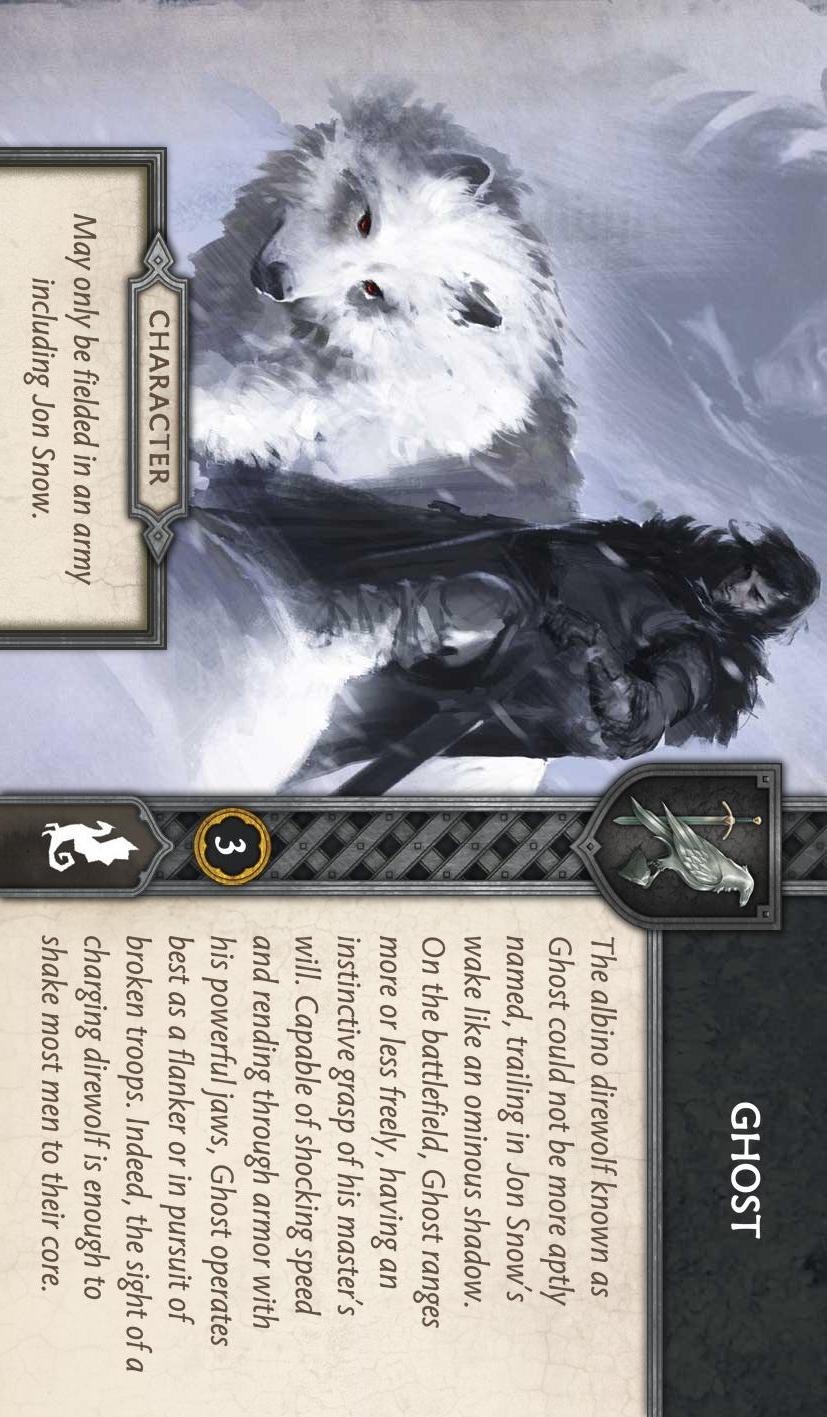 GHOST
The albino direwolf known as
Ghost could not be more aptly
named, trailing in Jon Snow's
wake like an ominous shadow.
On the battlefield, Ghost ranges
more or less freely, having an
instinctive grasp of his master's
will. Capable of shocking speed
and rending through armor with
his powerful jaws, Ghost operates
best as a flanker or in pursuit of
broken troops. Indeed, the sight of a
charging direwolf is enough to
shake most men to their core.
3
CHARACTER
May only be fielded in an army
including Jon Snow.